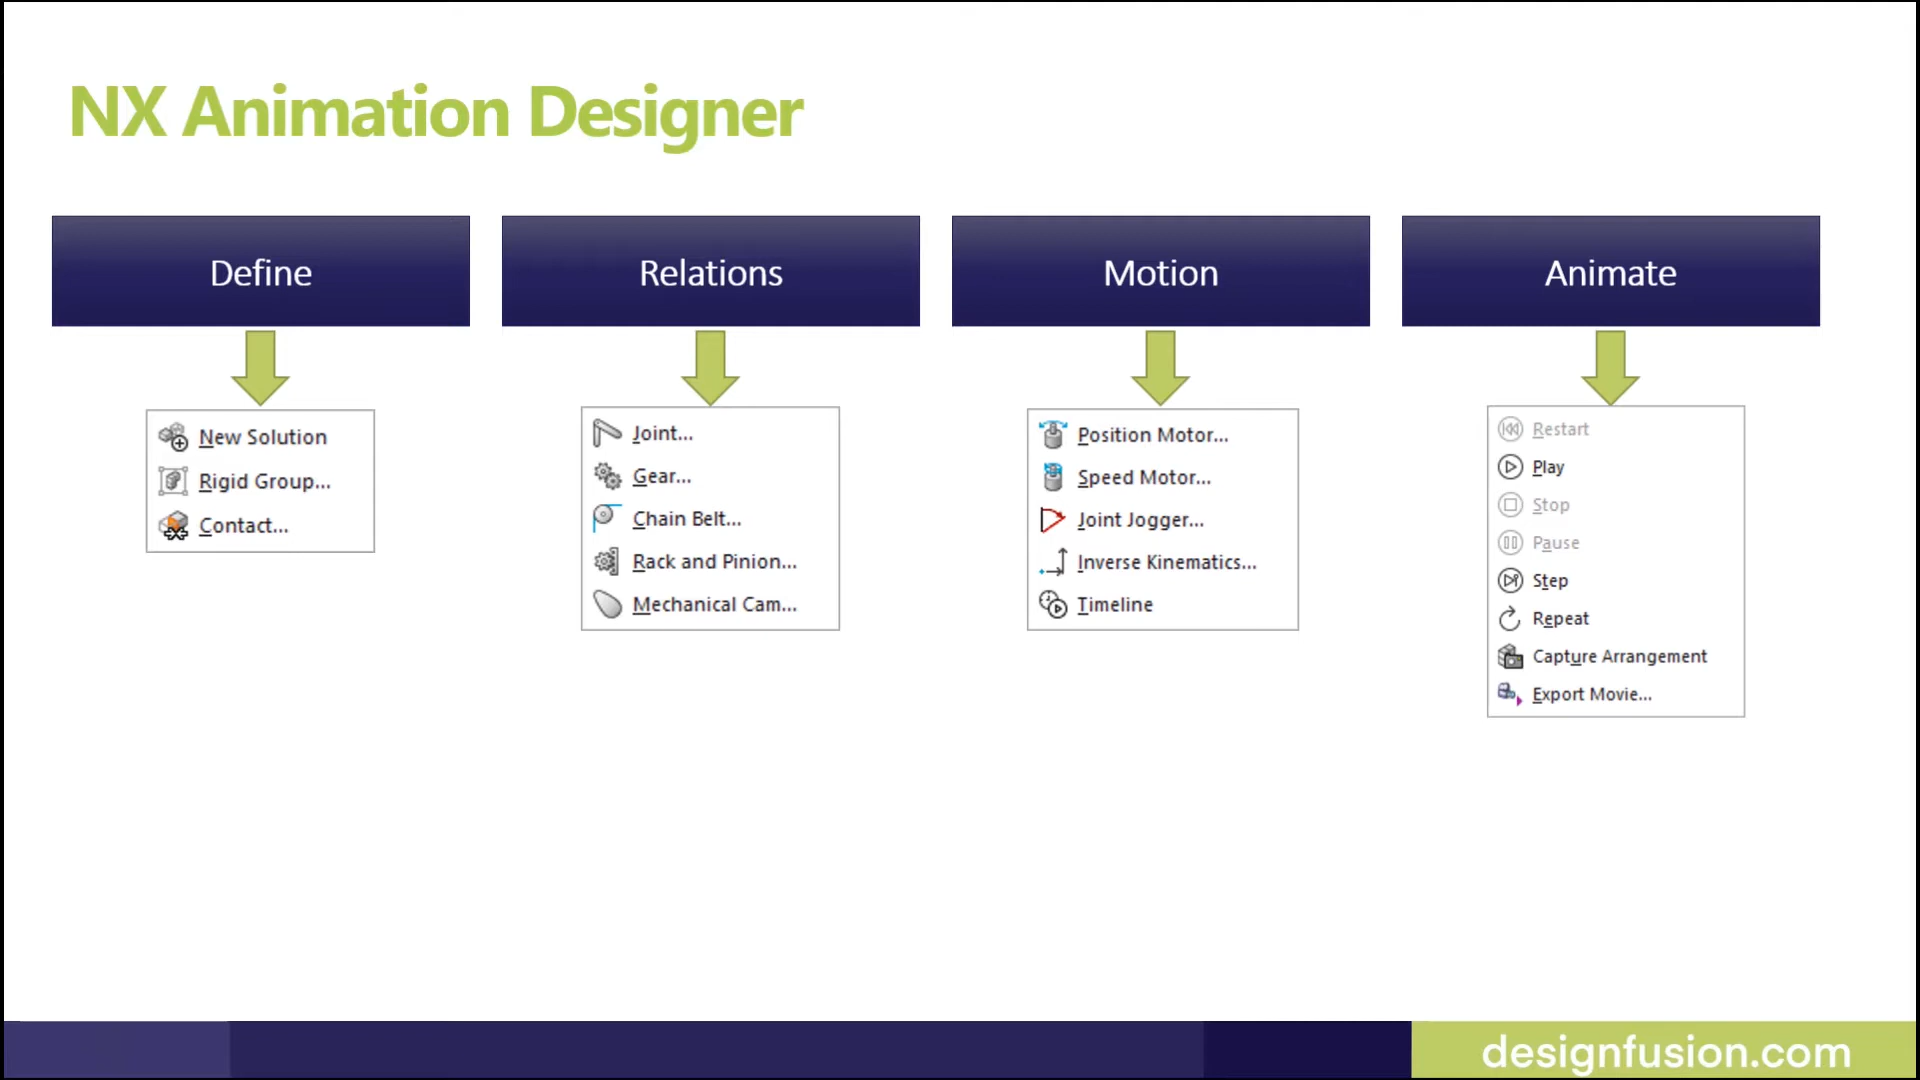 NX Animation Designer
Define
New Solution
Rigid Group...
Contact...
Relations
Joint...
Gear...
Chain Belt...
Rack and Pinion...
Mechanical Cam...
Motion
Position Motor...
Speed Motor...
Joint Jogger...
Inverse Kinematics...
Timeline
Animate
Restart
Play
Stop
Pause
Step
Repeat
Capture Arrangement
Export Movie...
designfusion.com